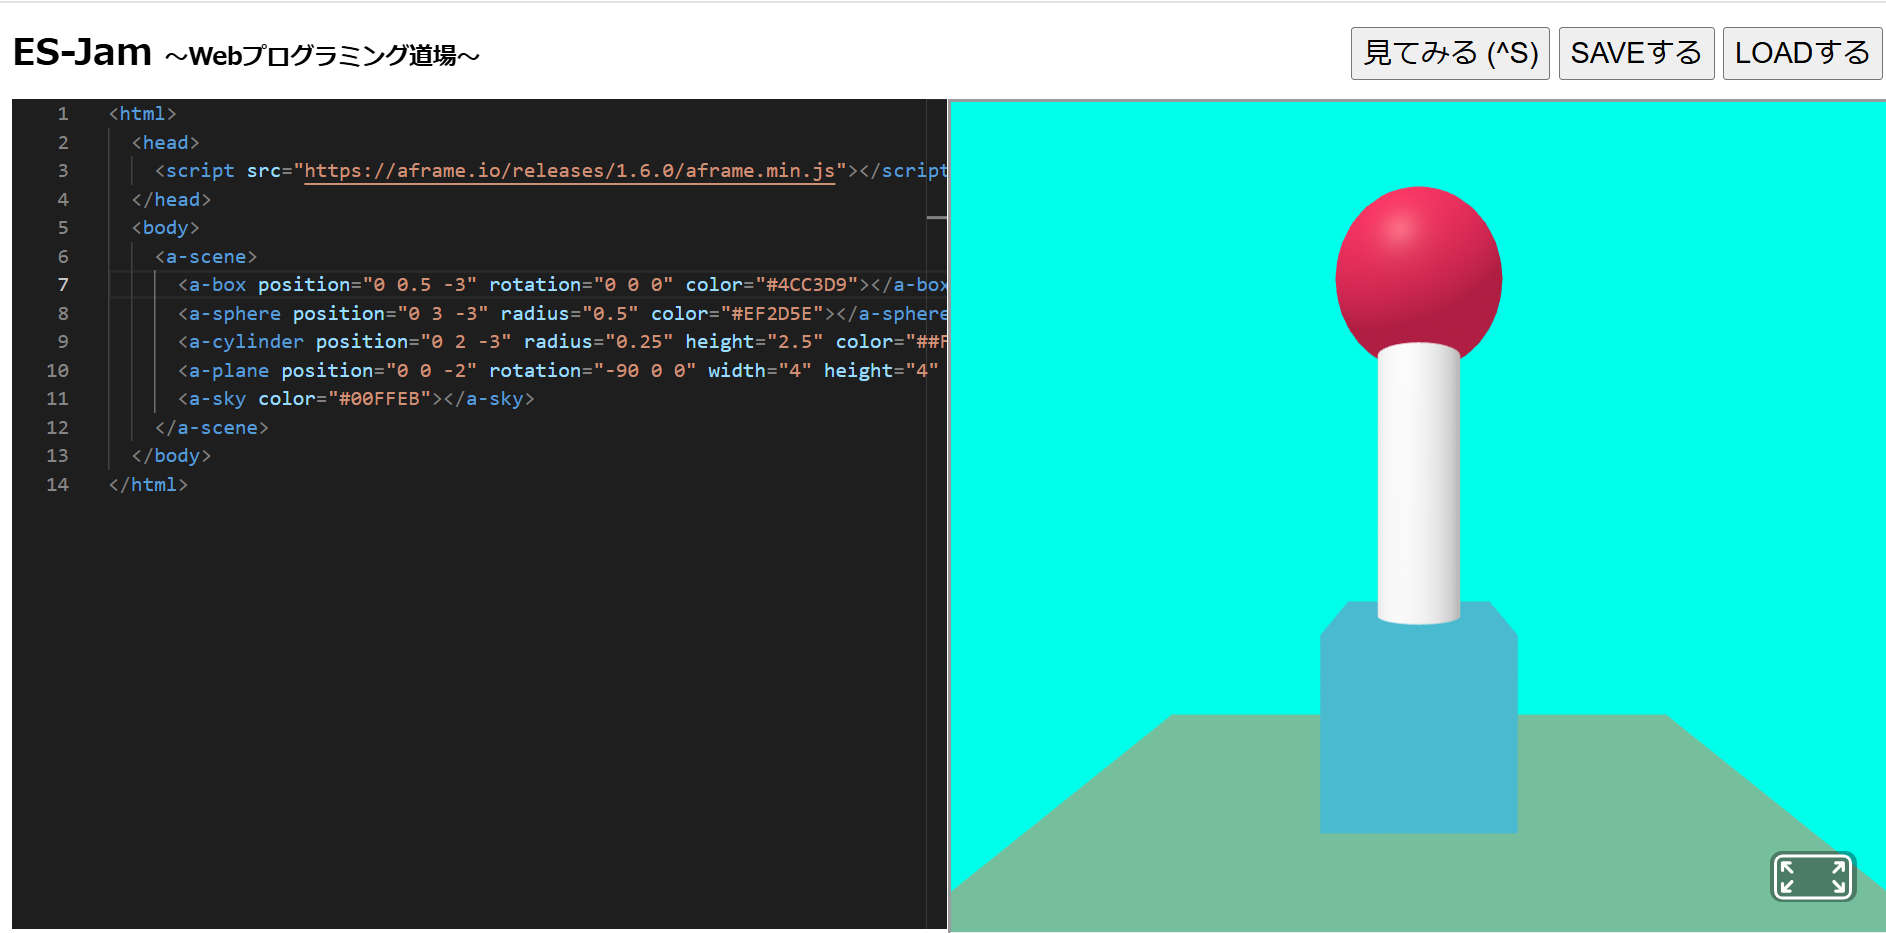 ES-Jam ～Webプログラミング道場～
見てみる (^S) SAVEする LOADする
1 <html>
2 <head>
3 <script src="https://aframe.io/releases/1.6.0/aframe.min.js"></script
4 </head>
5 <body>
6 <a-scene>
7 <a-box position="0 0.5 -3" rotation="0 0 0" color="#4CC3D9"></a-box
8 <a-sphere position="0 3 -3" radius="0.5" color="#EF2D5E"></a-sphere
9 <a-cylinder position="0 2 -3" radius="0.25" height="2.5" color="##F
10 <a-plane position="0 0 -2" rotation="-90 0 0" width="4" height="4"
11 <a-sky color="#00FFEB"></a-sky>
12 </a-scene>
13 </body>
14 </html>